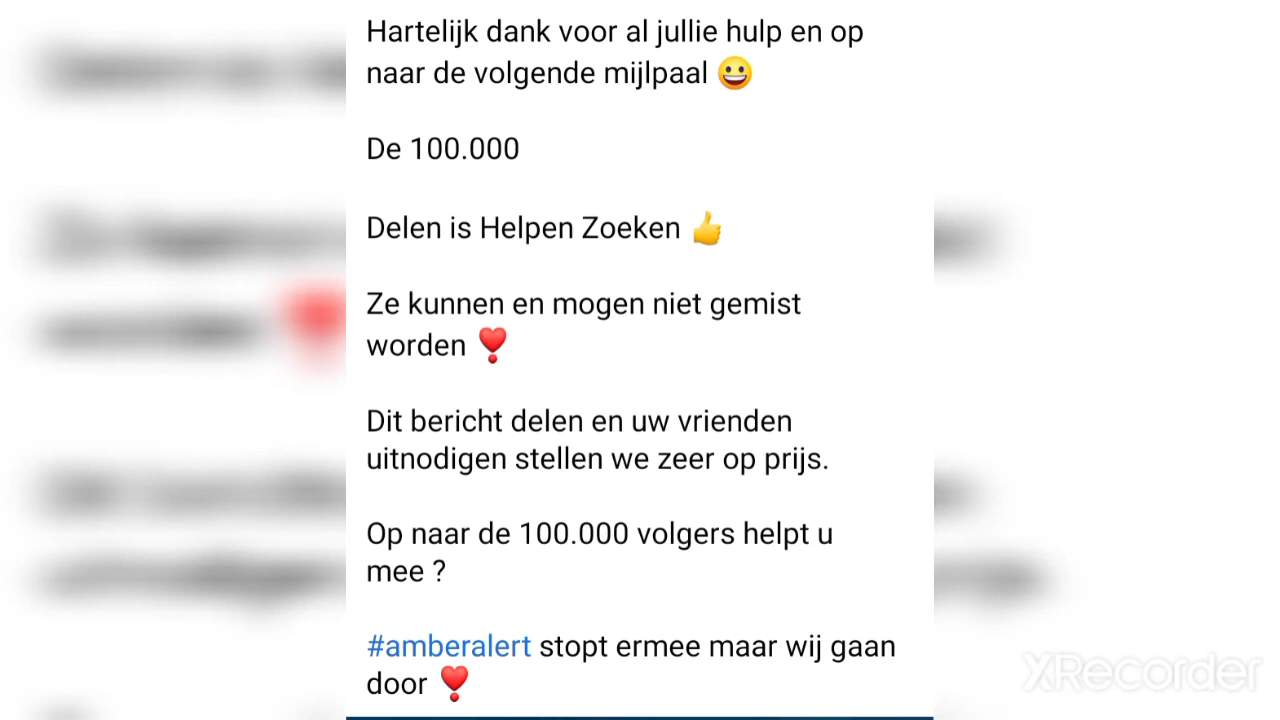 Hartelijk dank voor al jullie hulp en op
naar de volgende mijlpaal 😀
De 100.000
Delen is Helpen Zoeken 👍
Ze kunnen en mogen niet gemist
worden ❣️
Dit bericht delen en uw vrienden
uitnodigen stellen we zeer op prijs.
Op naar de 100.000 volgers helpt u
mee ?
#amberalert stopt ermee maar wij gaan
door ❣️
XRecorder